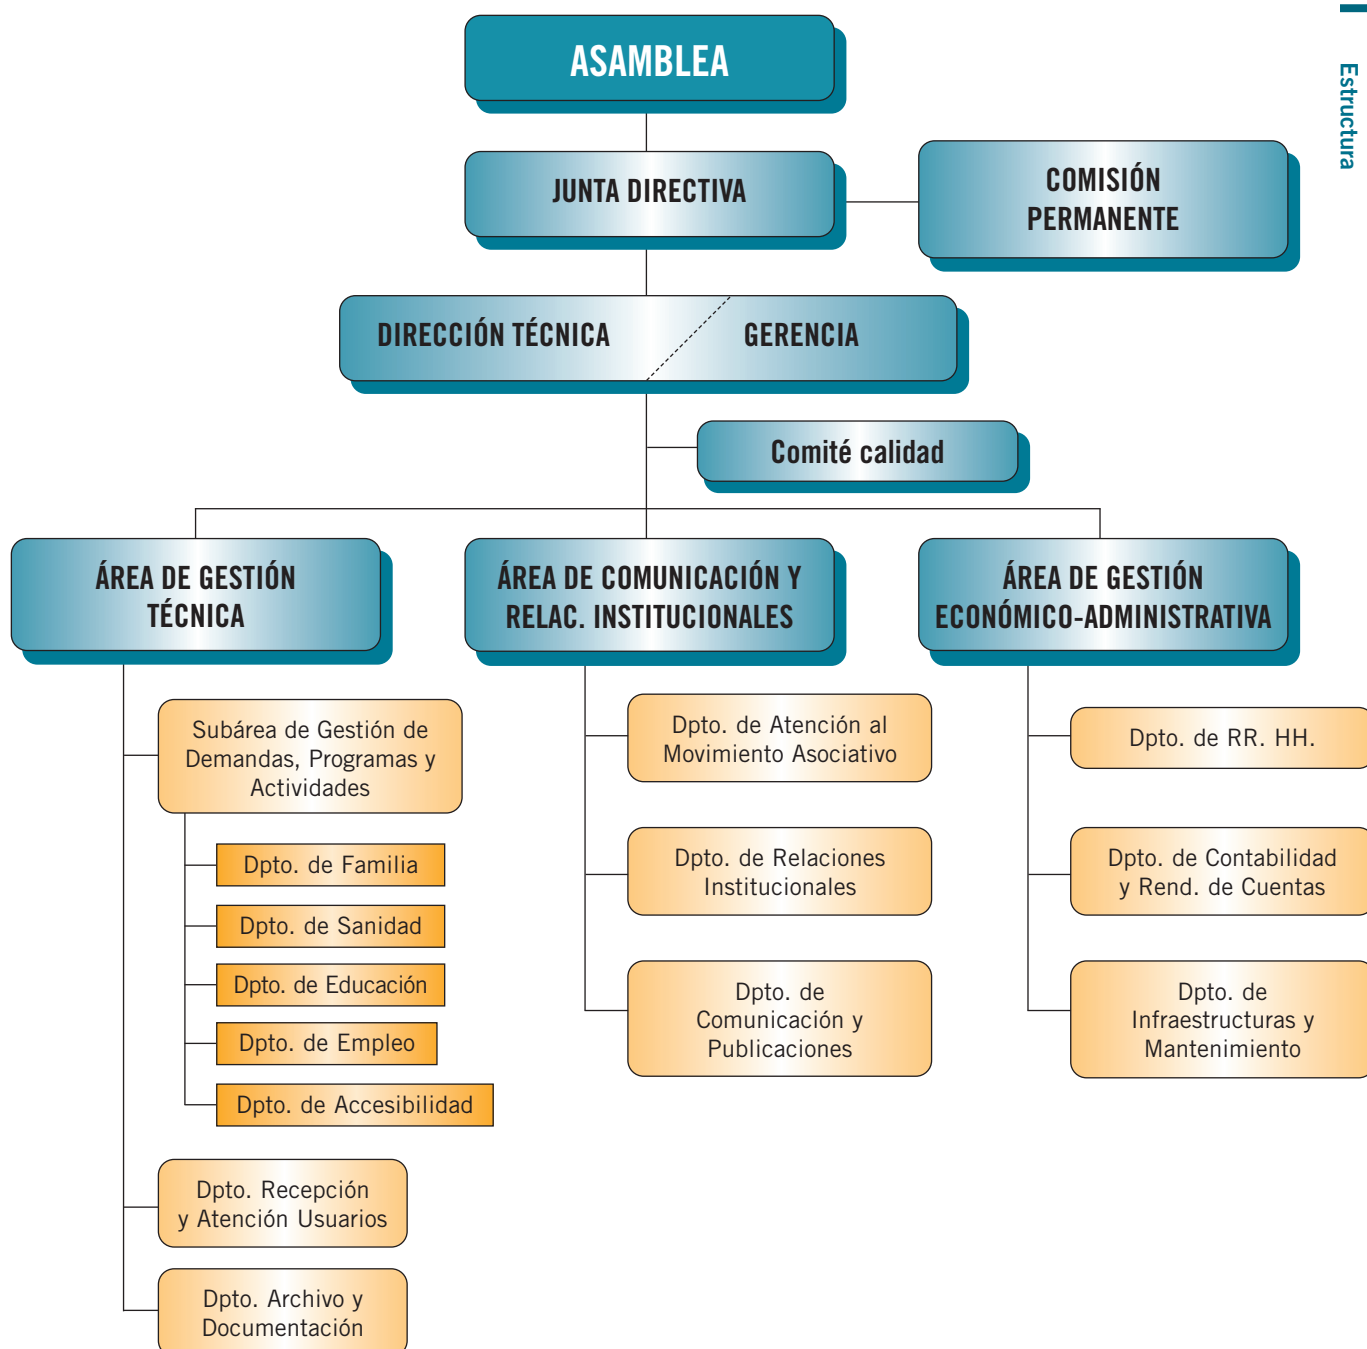 Estructura
ASAMBLEA
JUNTA DIRECTIVA
COMISIÓN
PERMANENTE
DIRECCIÓN TÉCNICA
GERENCIA
Comité calidad
ÁREA DE GESTIÓN
TÉCNICA
ÁREA DE COMUNICACIÓN Y
RELAC. INSTITUCIONALES
ÁREA DE GESTIÓN
ECONÓMICO-ADMINISTRATIVA
Subárea de Gestión de
Demandas, Programas y
Actividades
Dpto. de Familia
Dpto. de Sanidad
Dpto. de Educación
Dpto. de Empleo
Dpto. de Accesibilidad
Dpto. Recepción
y Atención Usuarios
Dpto. Archivo y
Documentación
Dpto. de Atención al
Movimiento Asociativo
Dpto. de Relaciones
Institucionales
Dpto. de
Comunicación y
Publicaciones
Dpto. de RR. HH.
Dpto. de Contabilidad
y Rend. de Cuentas
Dpto. de
Infraestructuras y
Mantenimiento